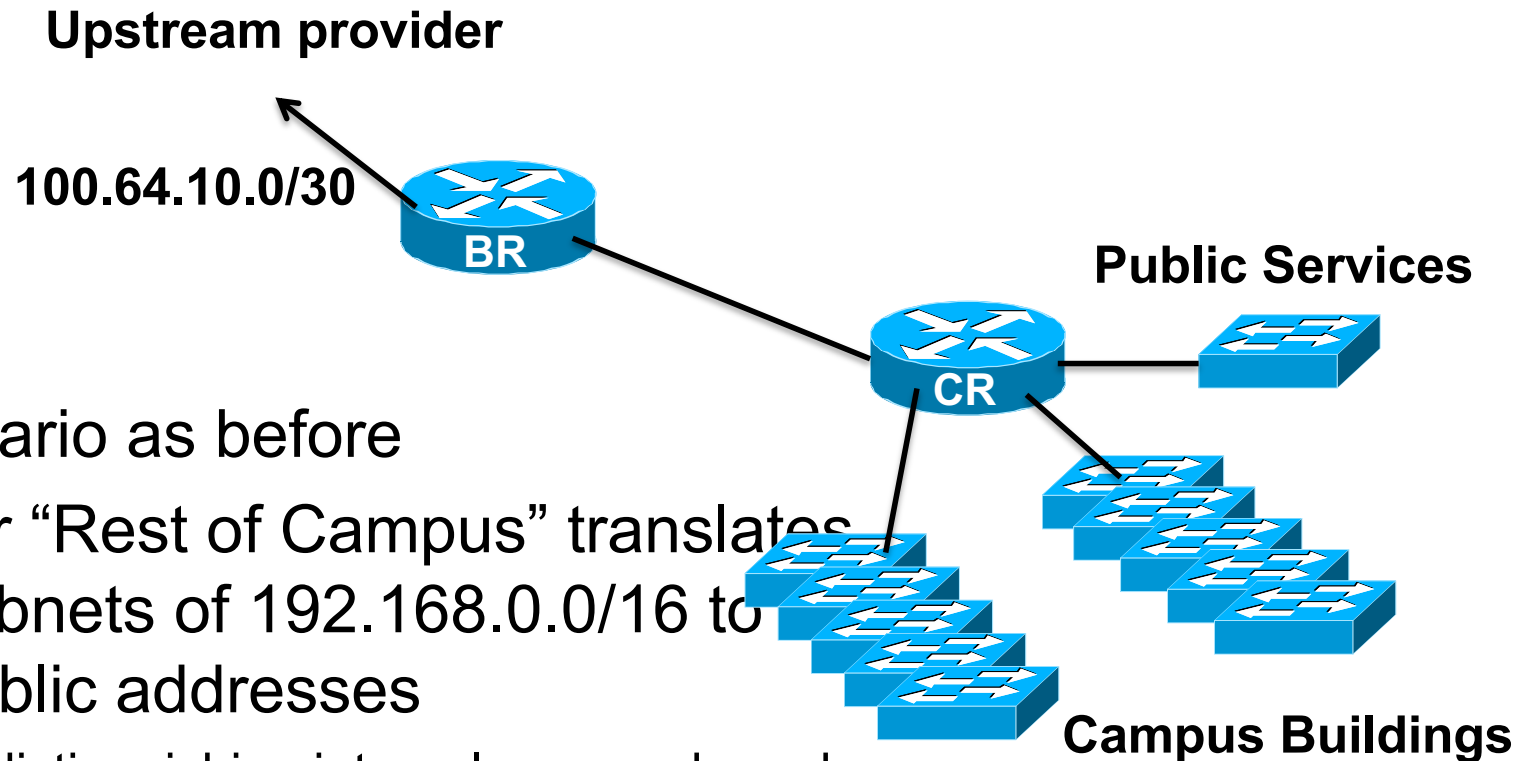 Upstream provider
100.64.10.0/30
BR
Public Services
CR
ario as before
r “Rest of Campus” translates
bnets of 192.168.0.0/16 to
blic addresses
Campus Buildings